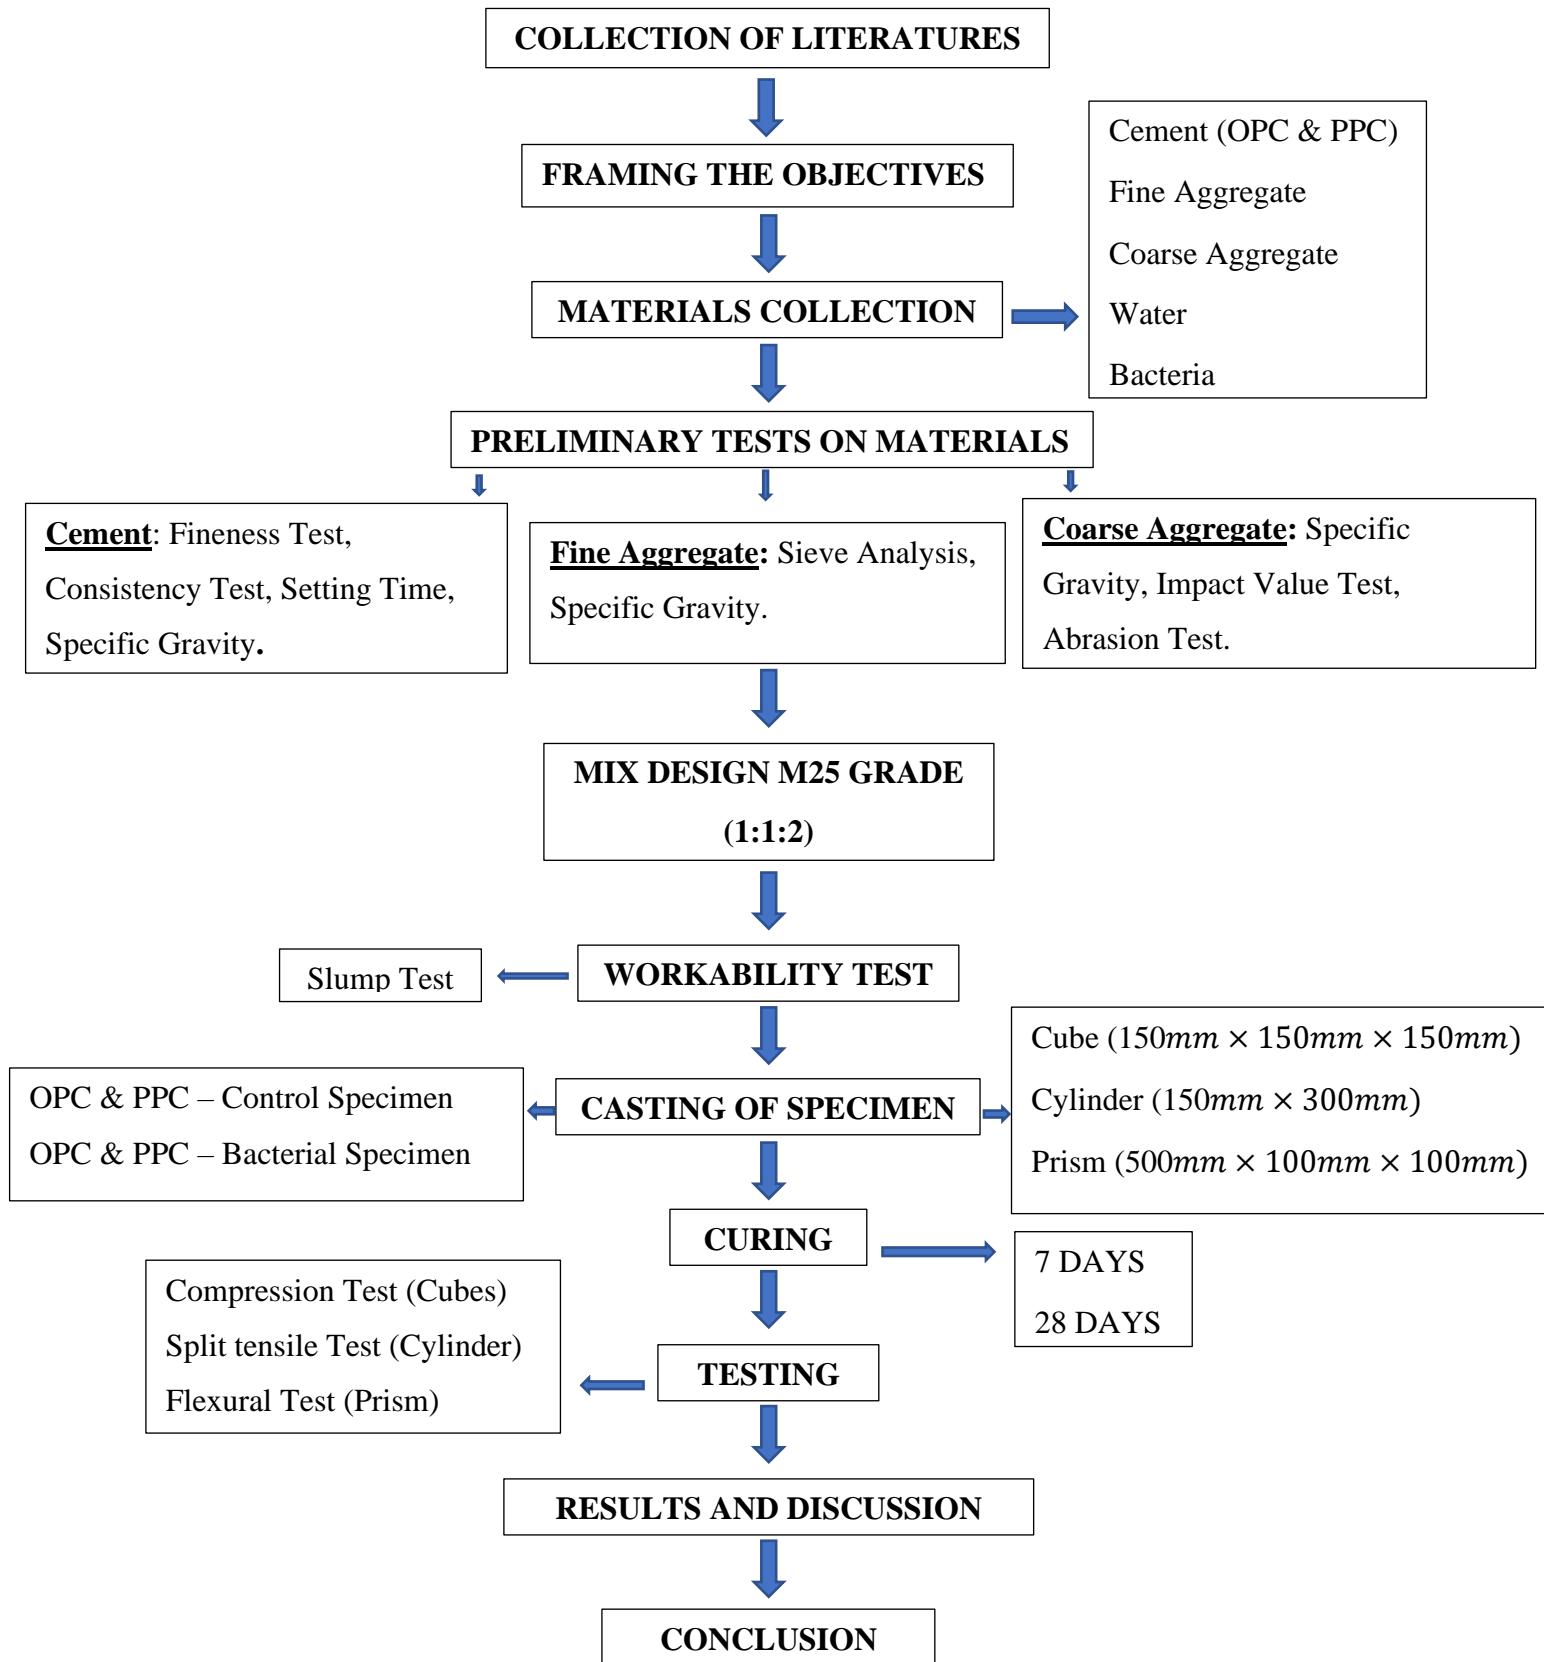 COLLECTION OF LITERATURES
FRAMING THE OBJECTIVES
MATERIALS COLLECTION
Cement (OPC & PPC)
Fine Aggregate
Coarse Aggregate
Water
Bacteria
PRELIMINARY TESTS ON MATERIALS
Cement: Fineness Test,
Consistency Test, Setting Time,
Specific Gravity.
Fine Aggregate: Sieve Analysis,
Specific Gravity.
Coarse Aggregate: Specific
Gravity, Impact Value Test,
Abrasion Test.
MIX DESIGN M25 GRADE
(1:1:2)
WORKABILITY TEST
Slump Test
CASTING OF SPECIMEN
OPC & PPC – Control Specimen
OPC & PPC – Bacterial Specimen
Cube (150mm × 150mm × 150mm)
Cylinder (150mm × 300mm)
Prism (500mm × 100mm × 100mm)
CURING
7 DAYS
28 DAYS
TESTING
Compression Test (Cubes)
Split tensile Test (Cylinder)
Flexural Test (Prism)
RESULTS AND DISCUSSION
CONCLUSION